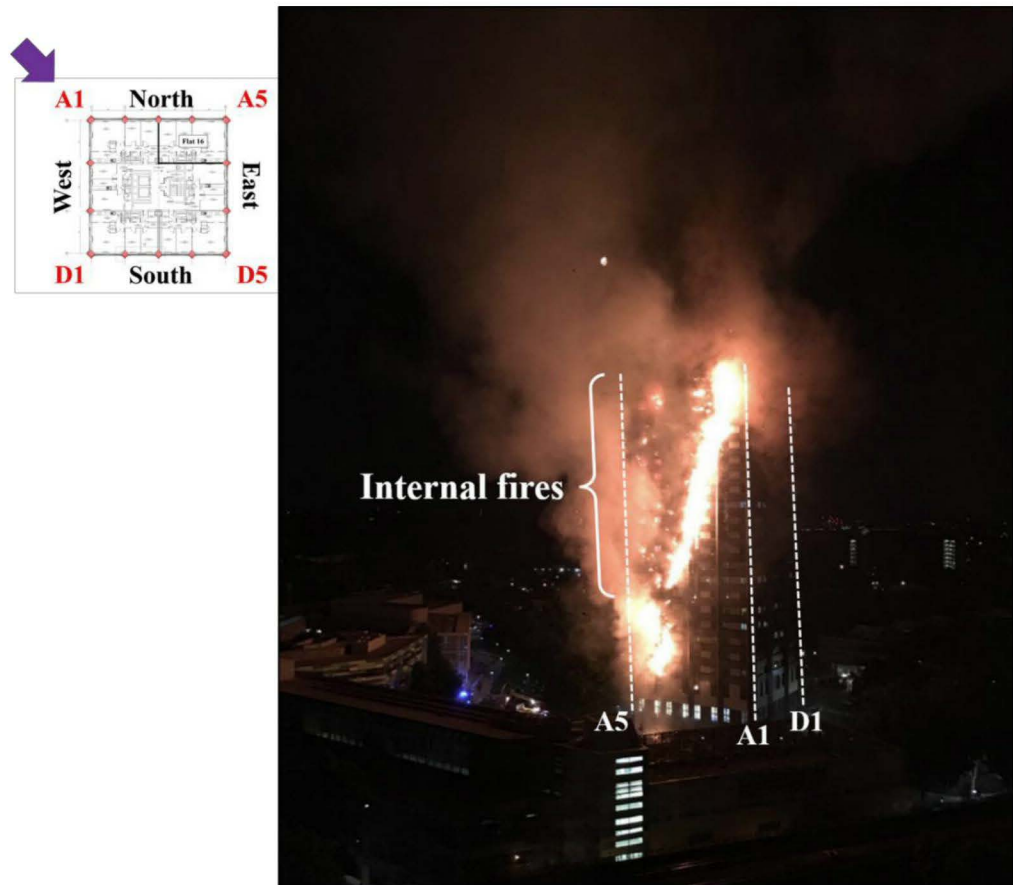 A1 North A5
Flat 16
West
East
D1 South D5
Internal fires
A5
A1
D1